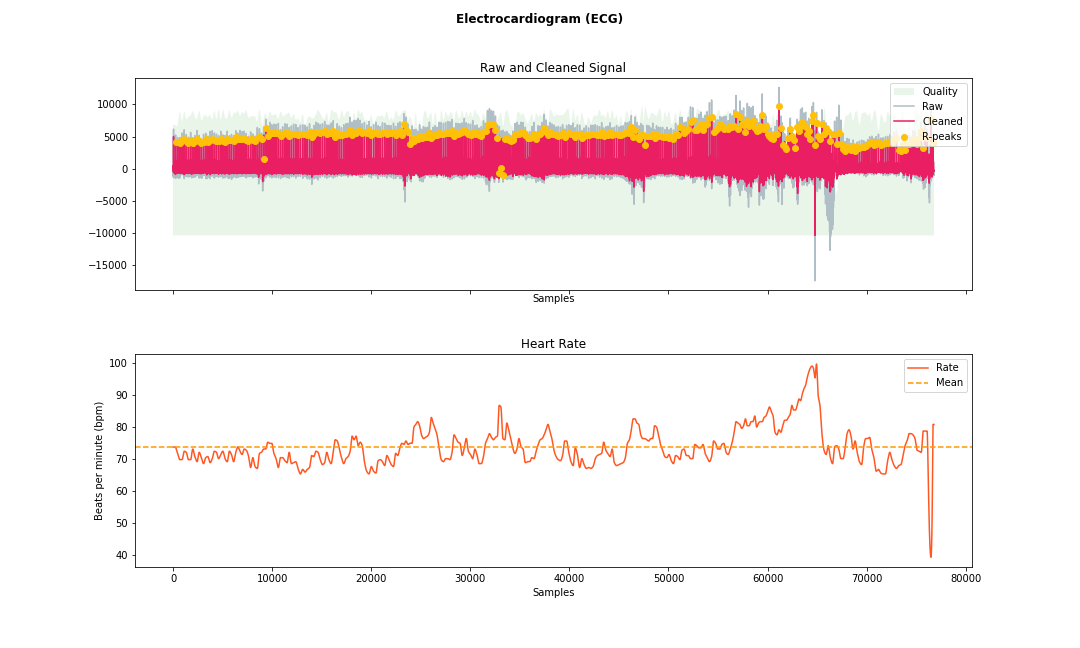 Electrocardiogram (ECG)
Raw and Cleaned Signal
10000
5000
0
−5000
−10000
−15000
Quality
Raw
Cleaned
R-peaks
Samples
Heart Rate
100
90
80
70
60
50
40
Beats per minute (bpm)
Rate
Mean
0 10000 20000 30000 40000 50000 60000 70000 80000
Samples